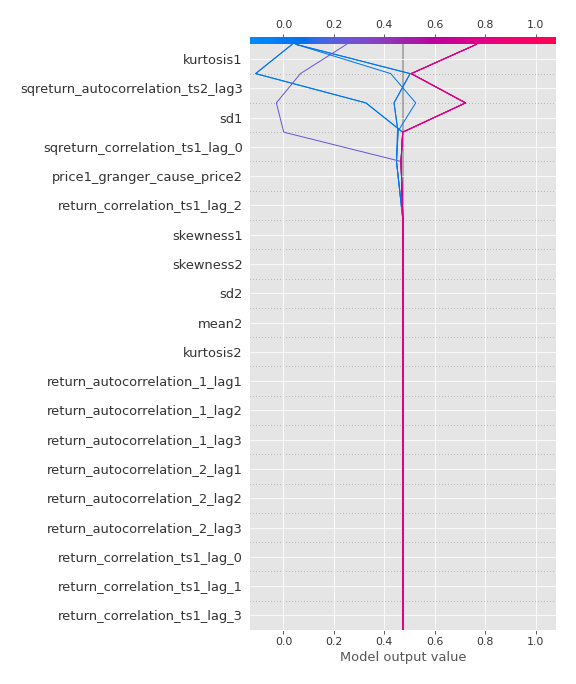 0.0 0.2 0.4 0.6 0.8 1.0
kurtosis1
sqreturn_autocorrelation_ts2_lag3
sd1
sqreturn_correlation_ts1_lag_0
price1_granger_cause_price2
return_correlation_ts1_lag_2
skewness1
skewness2
sd2
mean2
kurtosis2
return_autocorrelation_1_lag1
return_autocorrelation_1_lag2
return_autocorrelation_1_lag3
return_autocorrelation_2_lag1
return_autocorrelation_2_lag2
return_autocorrelation_2_lag3
return_correlation_ts1_lag_0
return_correlation_ts1_lag_1
return_correlation_ts1_lag_3
0.0 0.2 0.4 0.6 0.8 1.0
Model output value